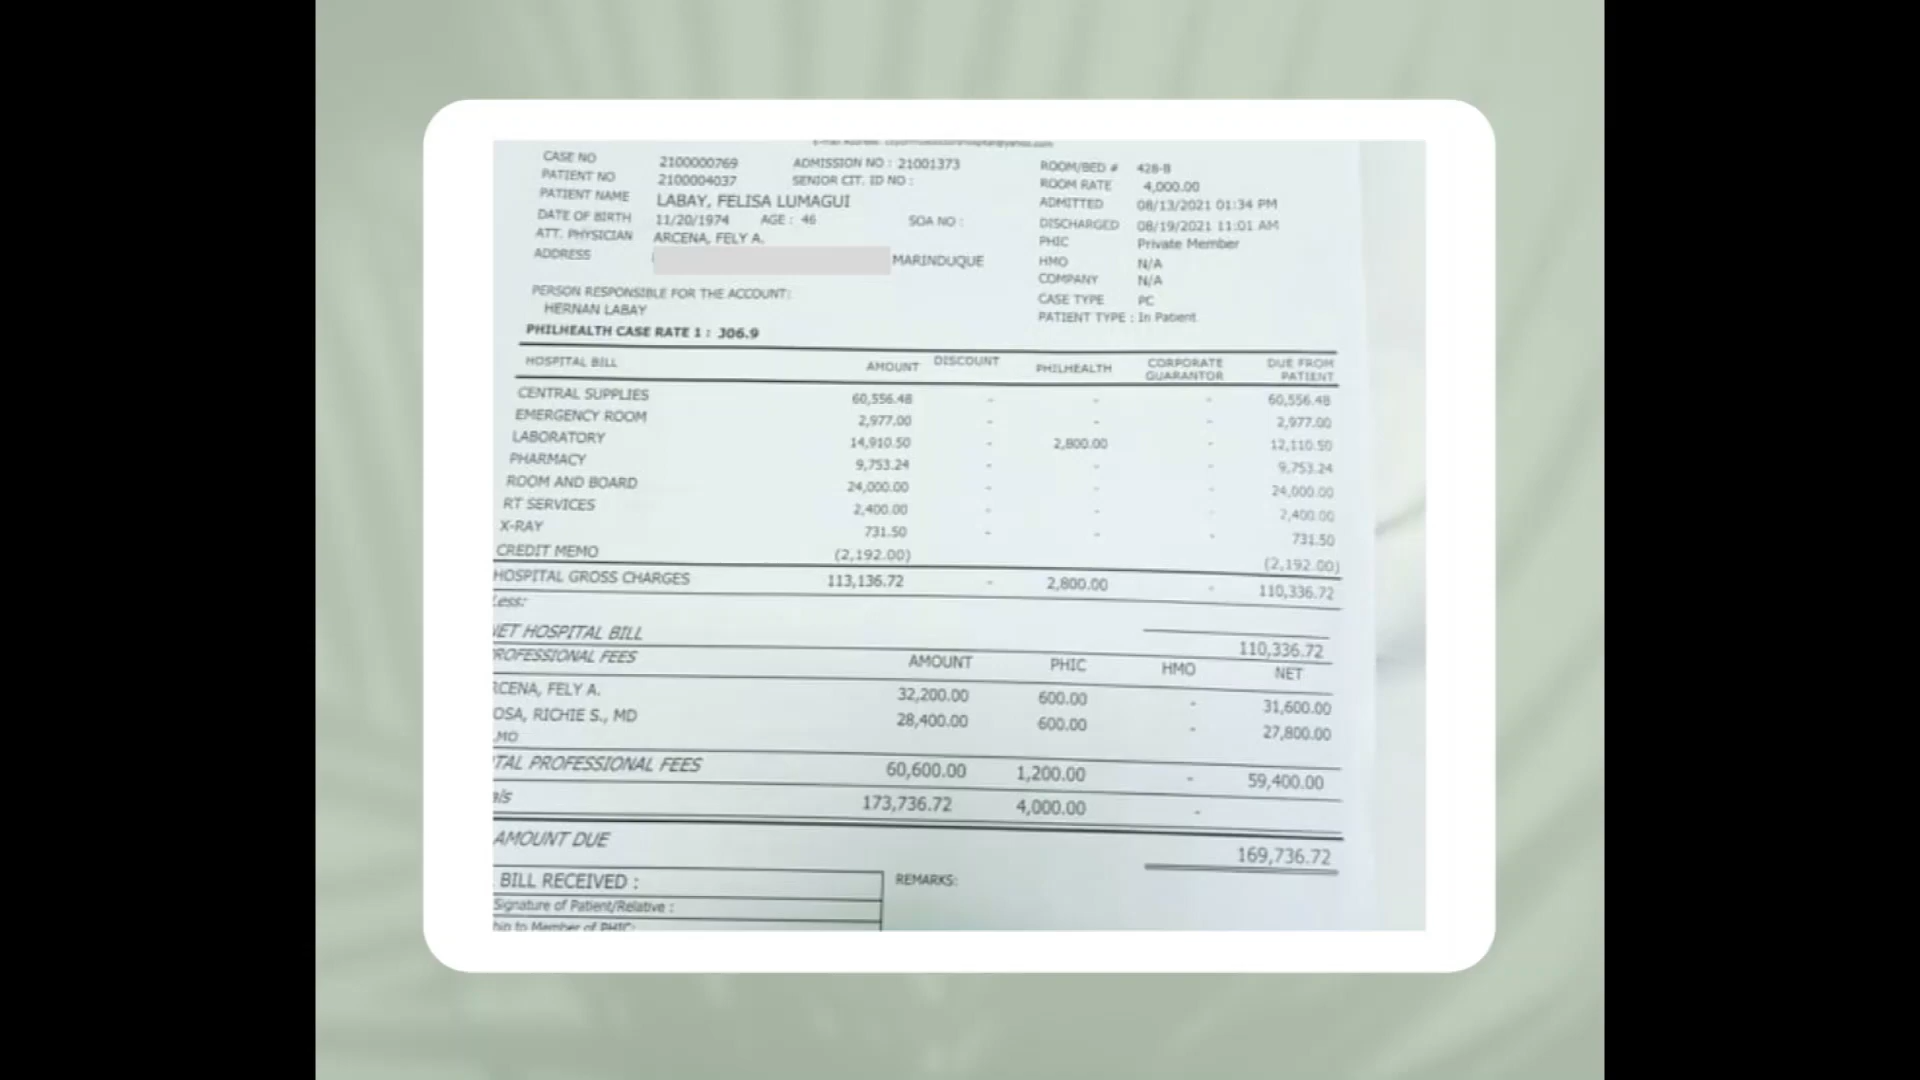 CASE NO 2100000769 ADMISSION NO : 21001373 ROOM/BED # 428-B
PATIENT NO 2100004037 SENIOR CIT. ID NO : ROOM RATE 4,000.00
PATIENT NAME LABAY, FELISA LUMAGUI ADMITTED 08/13/2021 01:34 PM
DATE OF BIRTH 11/20/1974 AGE : 46 SOA NO : DISCHARGED 08/19/2021 11:01 AM
ATT. PHYSICIAN ARCENA, FELY A. PHIC Private Member
ADDRESS MARINDUQUE HMO N/A
COMPANY N/A
PERSON RESPONSIBLE FOR THE ACCOUNT: CASE TYPE PC
HERNAN LABAY PATIENT TYPE : In Patient
PHILHEALTH CASE RATE 1 : J06.9
HOSPITAL BILL AMOUNT DISCOUNT PHILHEALTH CORPORATE GUARANTOR DUE FROM PATIENT
CENTRAL SUPPLIES 60,556.48 - - - 60,556.48
EMERGENCY ROOM 2,977.00 - - - 2,977.00
LABORATORY 14,910.50 - 2,800.00 - 12,110.50
PHARMACY 9,753.24 - - - 9,753.24
ROOM AND BOARD 24,000.00 - - - 24,000.00
RT SERVICES 2,400.00 - - - 2,400.00
X-RAY 731.50 - - - 731.50
CREDIT MEMO (2,192.00) (2,192.00)
HOSPITAL GROSS CHARGES 113,136.72 - 2,800.00 - 110,336.72
Less:
NET HOSPITAL BILL 110,336.72
PROFESSIONAL FEES AMOUNT PHIC HMO NET
RCENA, FELY A. 32,200.00 600.00 - 31,600.00
OSA, RICHIE S., MD 28,400.00 600.00 - 27,800.00
MO
TAL PROFESSIONAL FEES 60,600.00 1,200.00 - 59,400.00
als 173,736.72 4,000.00 -
AMOUNT DUE 169,736.72
BILL RECEIVED : REMARKS:
Signature of Patient/Relative :
hip to Member of PHIC: